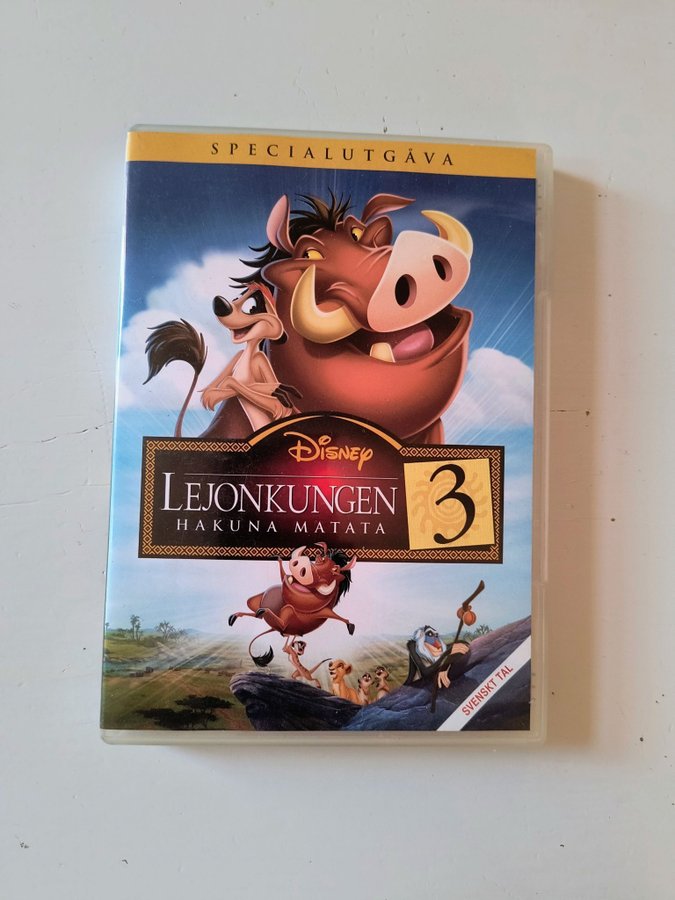 SPECIALUTGÅVA
Disney
LEJONKUNGEN
HAKUNA MATATA
3
SVENSKT TAL